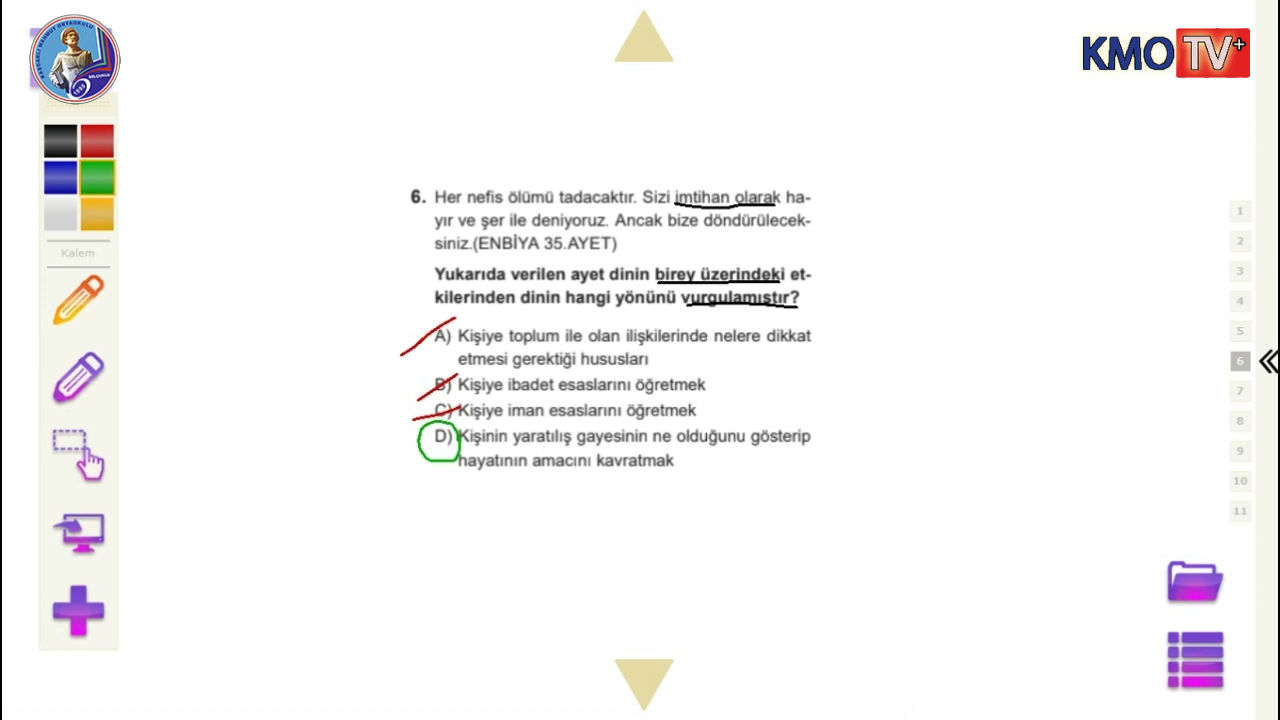 KMO TV+
6. Her nefis ölümü tadacaktır. Sizi imtihan olarak ha-
yır ve şer ile deniyoruz. Ancak bize döndürülecek-
siniz.(ENBİYA 35.AYET)
Yukarıda verilen ayet dinin birey üzerindeki et-
kilerinden dinin hangi yönünü vurgulamıştır?
A) Kişiye toplum ile olan ilişkilerinde nelere dikkat
etmesi gerektiği hususları
B) Kişiye ibadet esaslarını öğretmek
C) Kişiye iman esaslarını öğretmek
D) Kişinin yaratılış gayesinin ne olduğunu gösterip
hayatının amacını kavratmak
Kalem
1
2
3
4
5
6
7
8
9
10
11